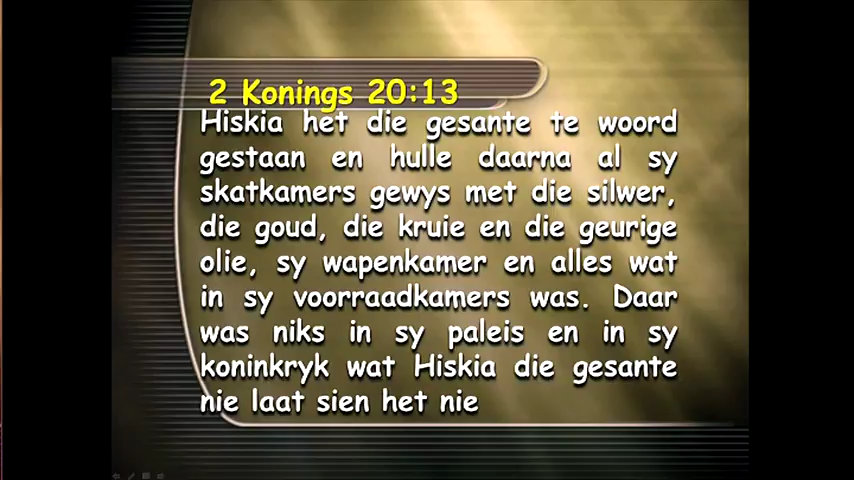 2 Konings 20:13
Hiskia het die gesante te woord
gestaan en hulle daarna al sy
skatkamers gewys met die silwer,
die goud, die kruie en die geurige
olie, sy wapenkamer en alles wat
in sy voorraadkamers was. Daar
was niks in sy paleis en in sy
koninkryk wat Hiskia die gesante
nie laat sien het nie